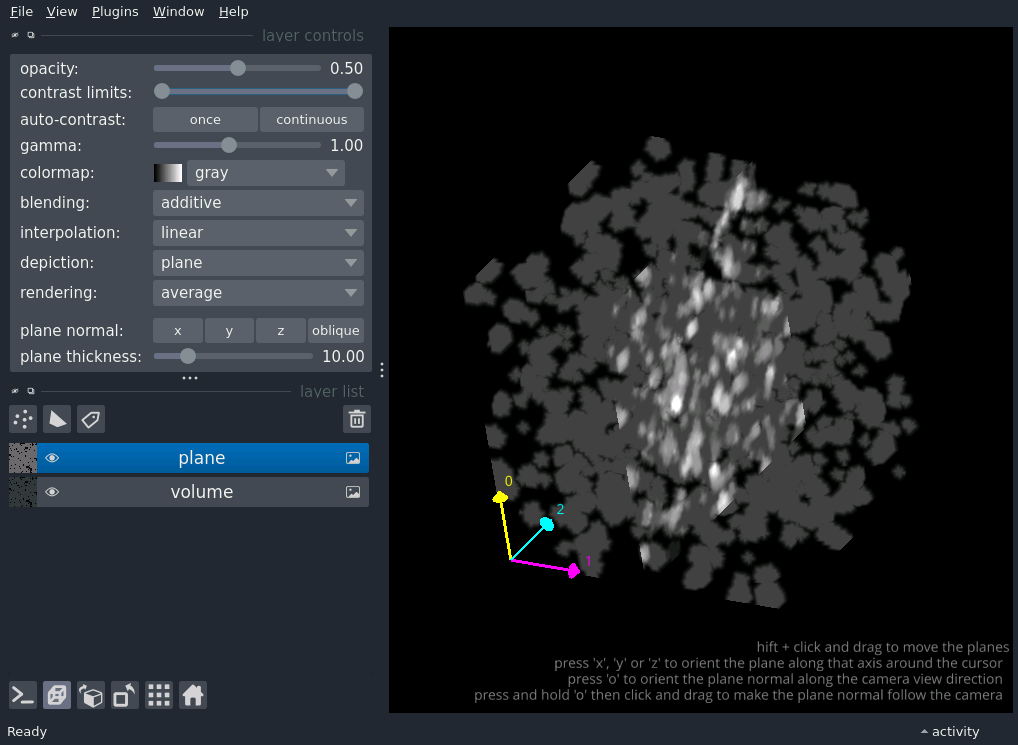 File View Plugins Window Help
layer controls
opacity: 0.50
contrast limits:
auto-contrast: once continuous
gamma: 1.00
colormap: gray
blending: additive
interpolation: linear
depiction: plane
rendering: average
plane normal: x y z oblique
plane thickness: 10.00
layer list
plane
volume
0
2
1
hift + click and drag to move the planes
press 'x', 'y' or 'z' to orient the plane along that axis around the cursor
press 'o' to orient the plane normal along the camera view direction
press and hold 'o' then click and drag to make the plane normal follow the camera
Ready activity